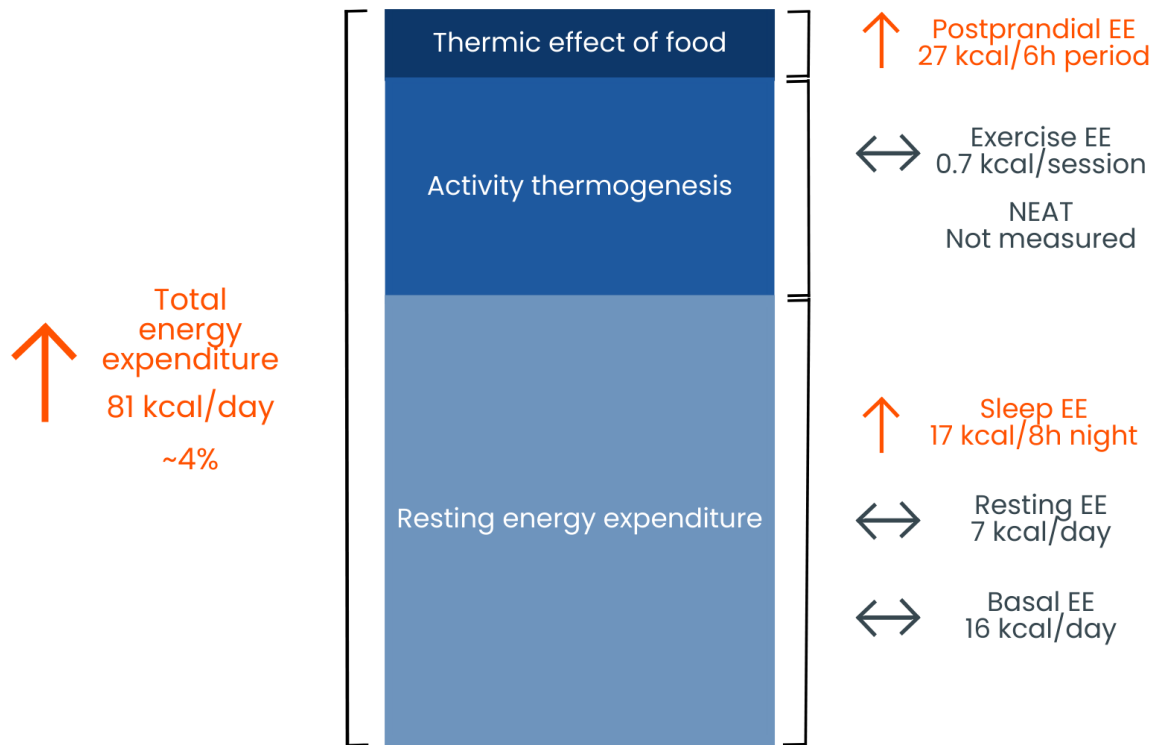 Total
energy
expenditure
81 kcal/day
~4%
Thermic effect of food
Activity thermogenesis
Resting energy expenditure
Postprandial EE
27 kcal/6h period
Exercise EE
0.7 kcal/session
NEAT
Not measured
Sleep EE
17 kcal/8h night
Resting EE
7 kcal/day
Basal EE
16 kcal/day